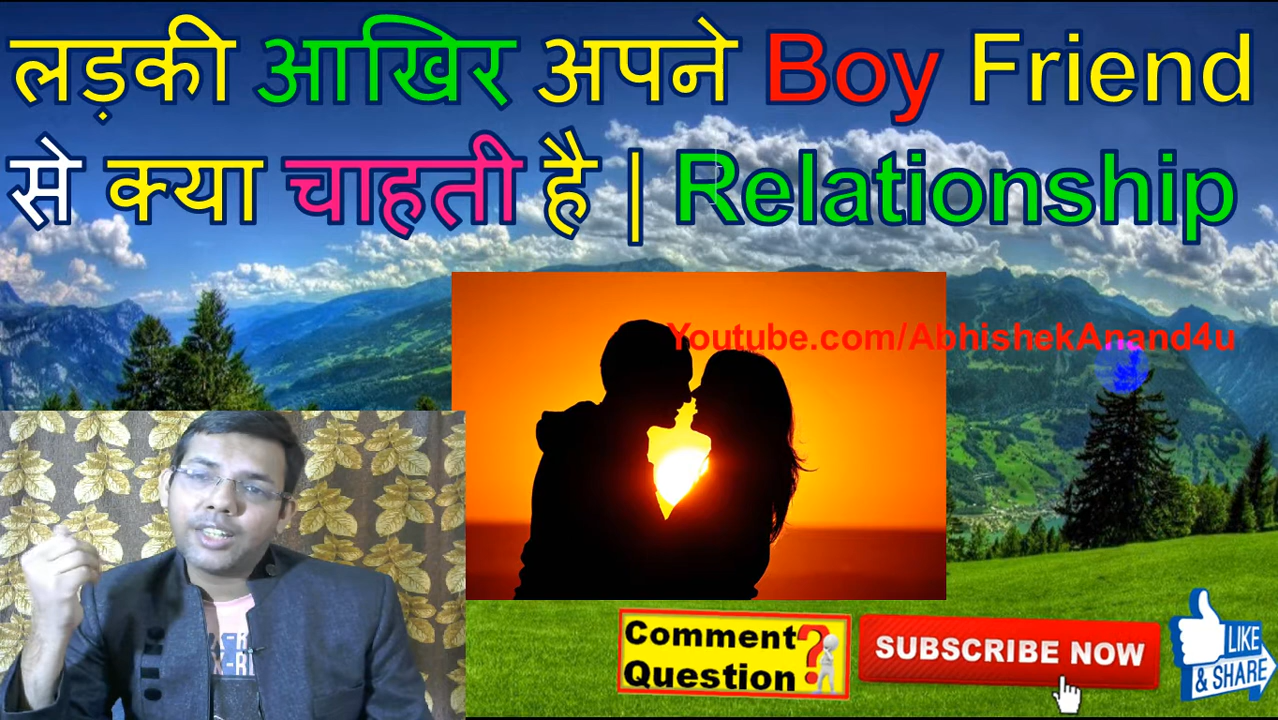 लड़की आखिर अपने Boy Friend
से क्या चाहती है | Relationship
Youtube.com/AbhishekAnand4u
Comment
Question
?
SUBSCRIBE NOW
LIKE
& SHARE